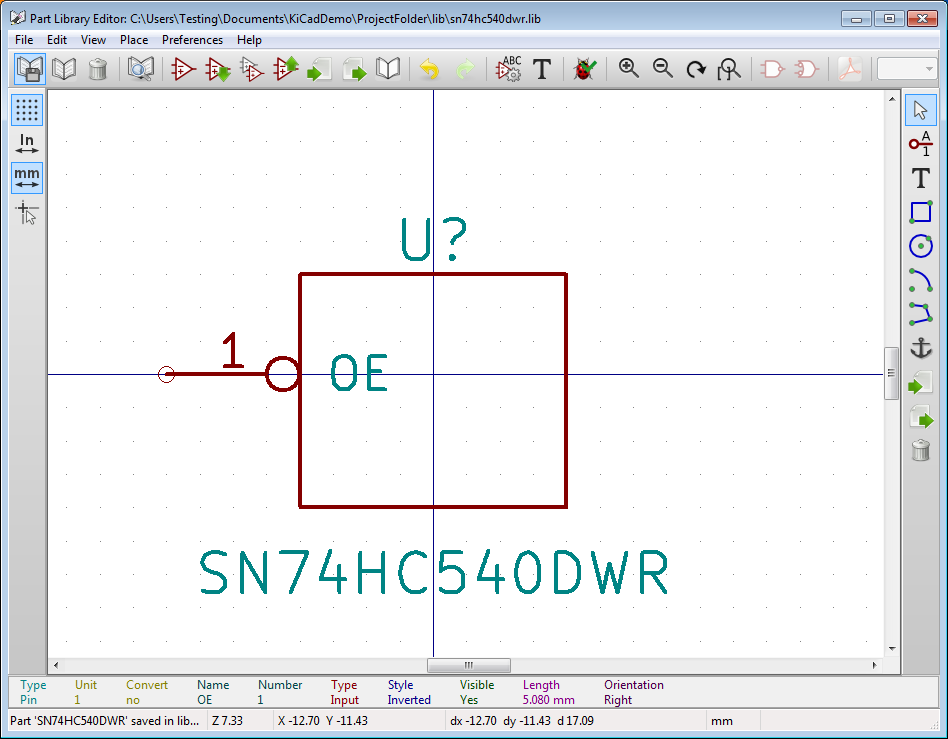 Part Library Editor: C:\Users\Testing\Documents\KiCadDemo\ProjectFolder\lib\sn74hc540dwr.lib
File Edit View Place Preferences Help
ABC
T
In
mm
A
1
T
U?
1
OE
SN74HC540DWR
Type Unit Convert Name Number Type Style Visible Length Orientation
Pin 1 no OE 1 Input Inverted Yes 5.080 mm Right
Part 'SN74HC540DWR' saved in lib... Z 7.33 X -12.70 Y -11.43 dx -12.70 dy -11.43 d 17.09 mm